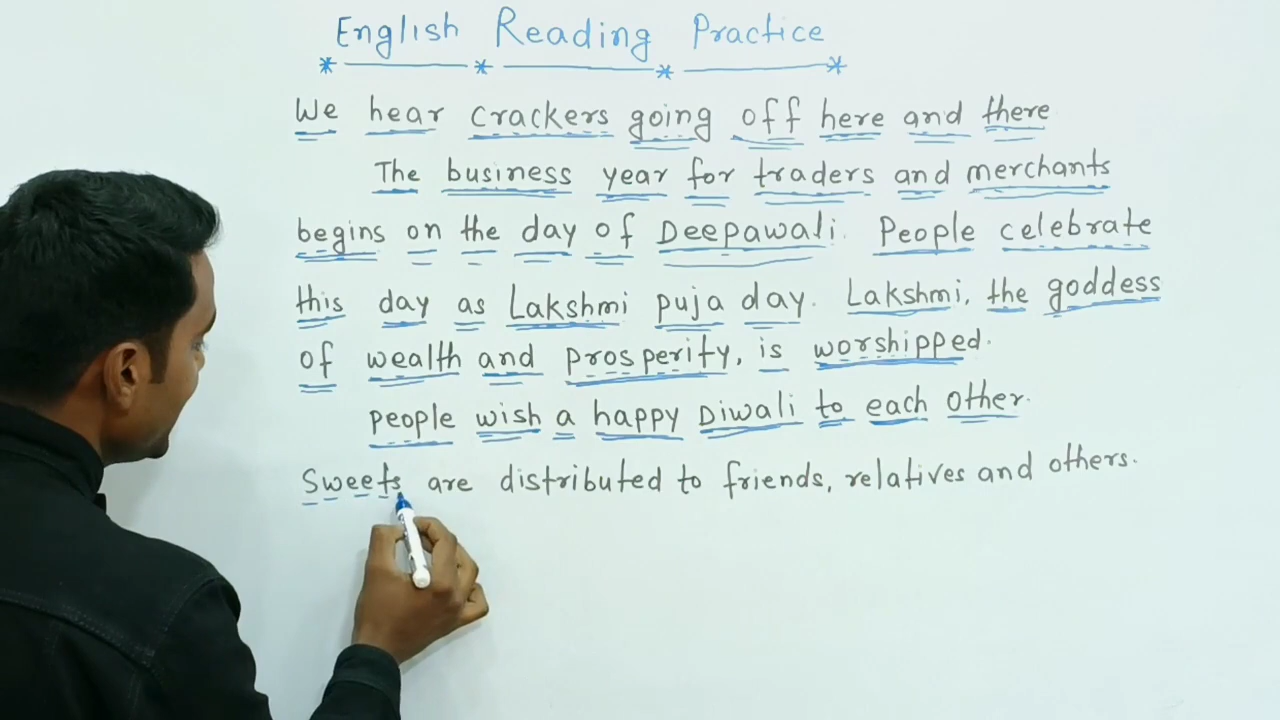 English Reading Practice
We hear crackers going off here and there
The business year for traders and merchants
begins on the day of Deepawali. People celebrate
this day as Lakshmi puja day. Lakshmi, the goddess
of wealth and prosperity, is worshipped.
people wish a happy Diwali to each other.
Sweets are distributed to friends, relatives and others.